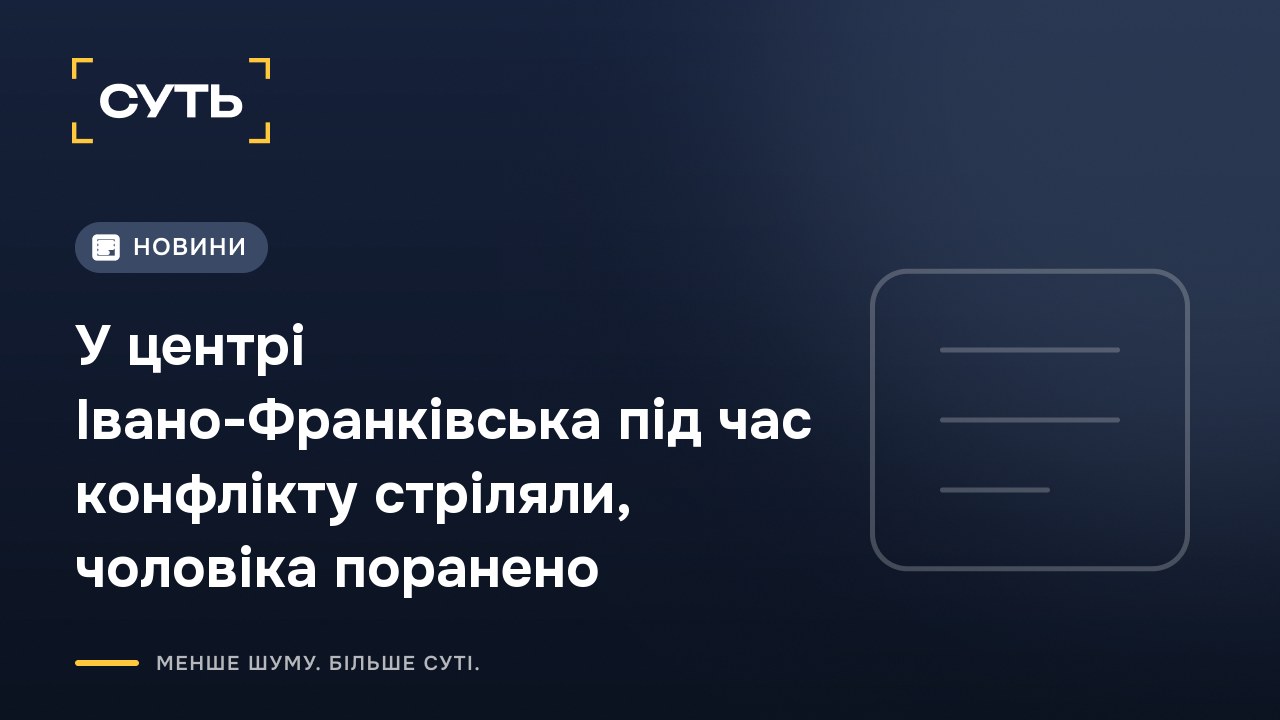 СУТЬ
НОВИНИ
У центрі
Івано-Франківська під час
конфлікту стріляли,
чоловіка поранено
МЕНШЕ ШУМУ. БІЛЬШЕ СУТІ.